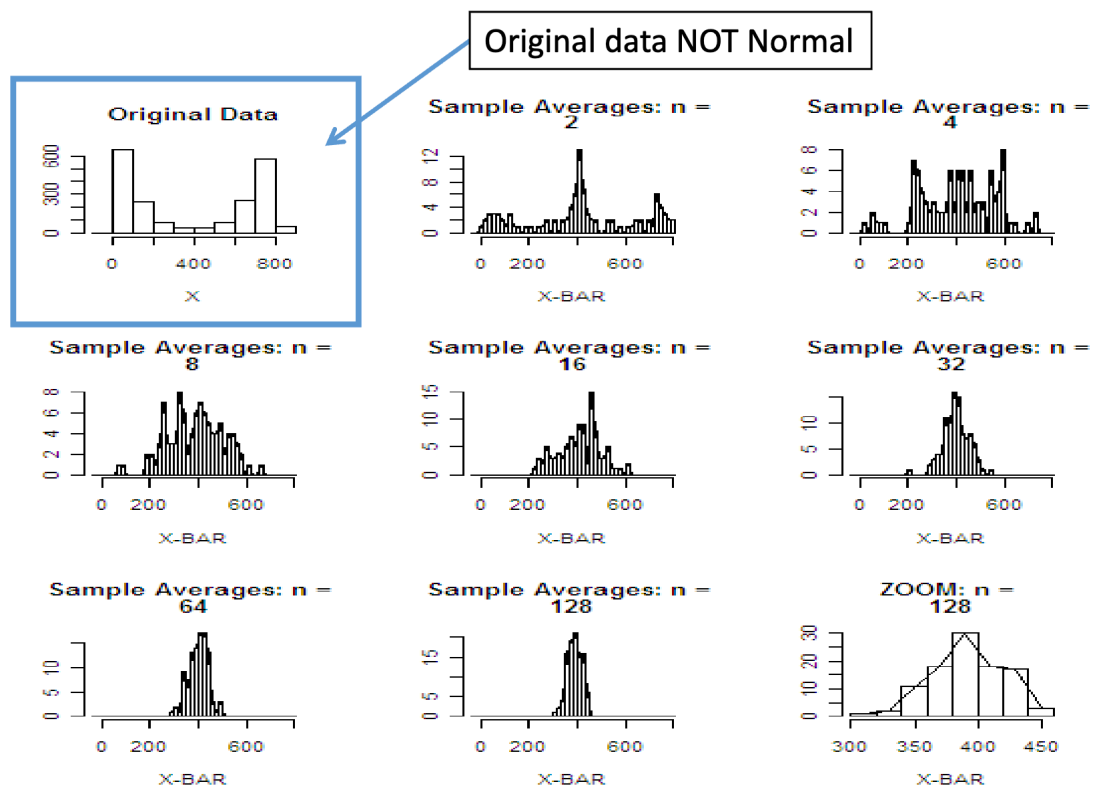 Original data NOT Normal
Original Data
600
300
0
0 400 800
X
Sample Averages: n =
2
12
8
4
0
0 200 600
X-BAR
Sample Averages: n =
4
8
6
4
2
0
0 200 600
X-BAR
Sample Averages: n =
8
8
6
4
2
0
0 200 600
X-BAR
Sample Averages: n =
16
15
10
5
0
0 200 600
X-BAR
Sample Averages: n =
32
10
5
0
0 200 600
X-BAR
Sample Averages: n =
64
10
5
0
0 200 600
X-BAR
Sample Averages: n =
128
15
5
0
0 200 600
X-BAR
ZOOM: n =
128
30
20
10
0
300 350 400 450
X-BAR